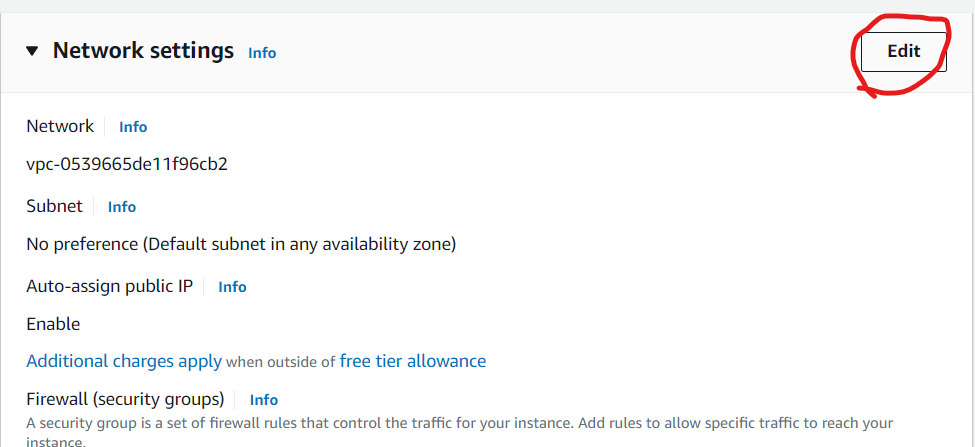 Network settings Info Edit
Network Info
vpc-0539665de11f96cb2
Subnet Info
No preference (Default subnet in any availability zone)
Auto-assign public IP Info
Enable
Additional charges apply when outside of free tier allowance
Firewall (security groups) Info
A security group is a set of firewall rules that control the traffic for your instance. Add rules to allow specific traffic to reach your
instance.